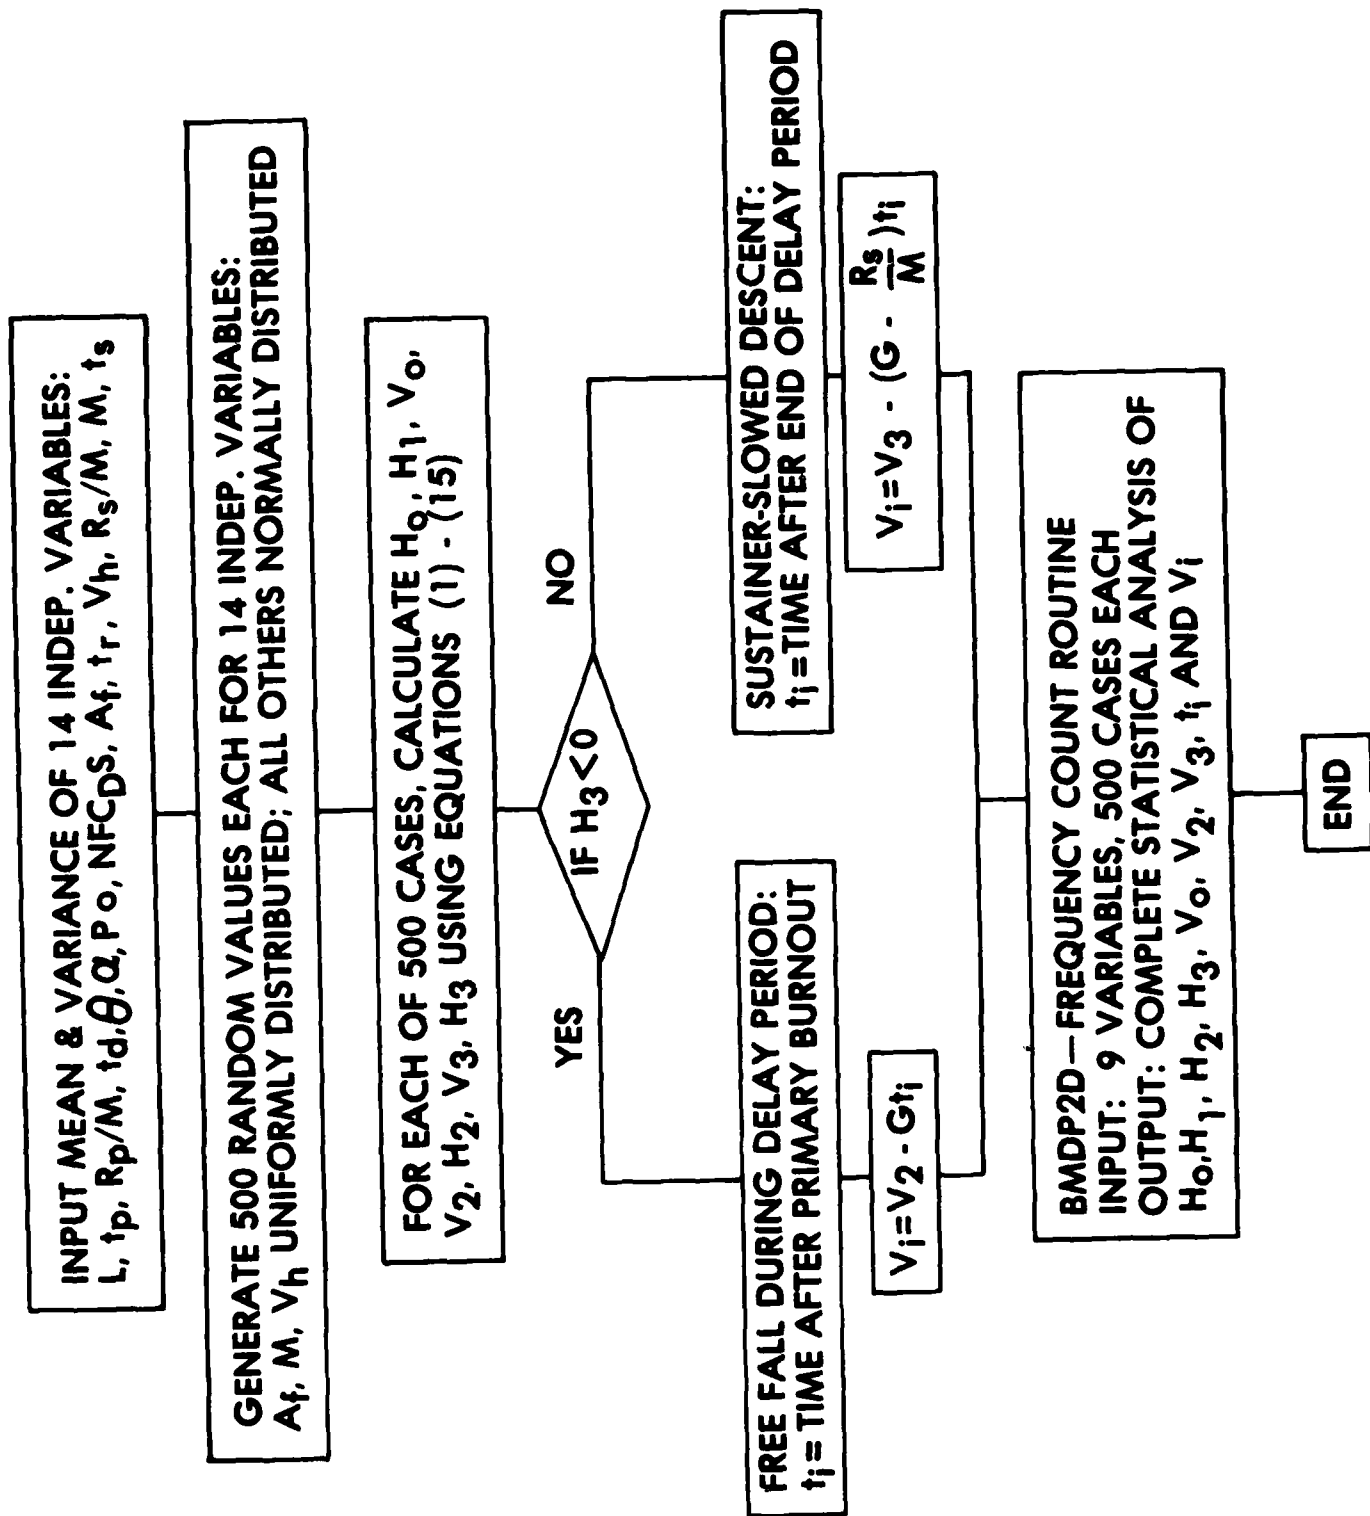 INPUT MEAN & VARIANCE OF 14 INDEP. VARIABLES:
L, tp, Rp/M, td, θ, α, Po, NFCDS, Af, tr, Vh, Rs/M, M, ts
GENERATE 500 RANDOM VALUES EACH FOR 14 INDEP. VARIABLES:
Af, M, Vh UNIFORMLY DISTRIBUTED; ALL OTHERS NORMALLY DISTRIBUTED
FOR EACH OF 500 CASES, CALCULATE Ho, H1, Vo,
V2, H2, V3, H3 USING EQUATIONS (1) - (15)
IF H3 < 0
YES
NO
FREE FALL DURING DELAY PERIOD:
ti = TIME AFTER PRIMARY BURNOUT
Vi = V2 - Gti
SUSTAINER-SLOWED DESCENT:
ti = TIME AFTER END OF DELAY PERIOD
Vi = V3 - (G - Rs/M)ti
BMDP2D—FREQUENCY COUNT ROUTINE
INPUT: 9 VARIABLES, 500 CASES EACH
OUTPUT: COMPLETE STATISTICAL ANALYSIS OF
Ho, H1, H2, H3, Vo, V2, V3, ti AND Vi
END